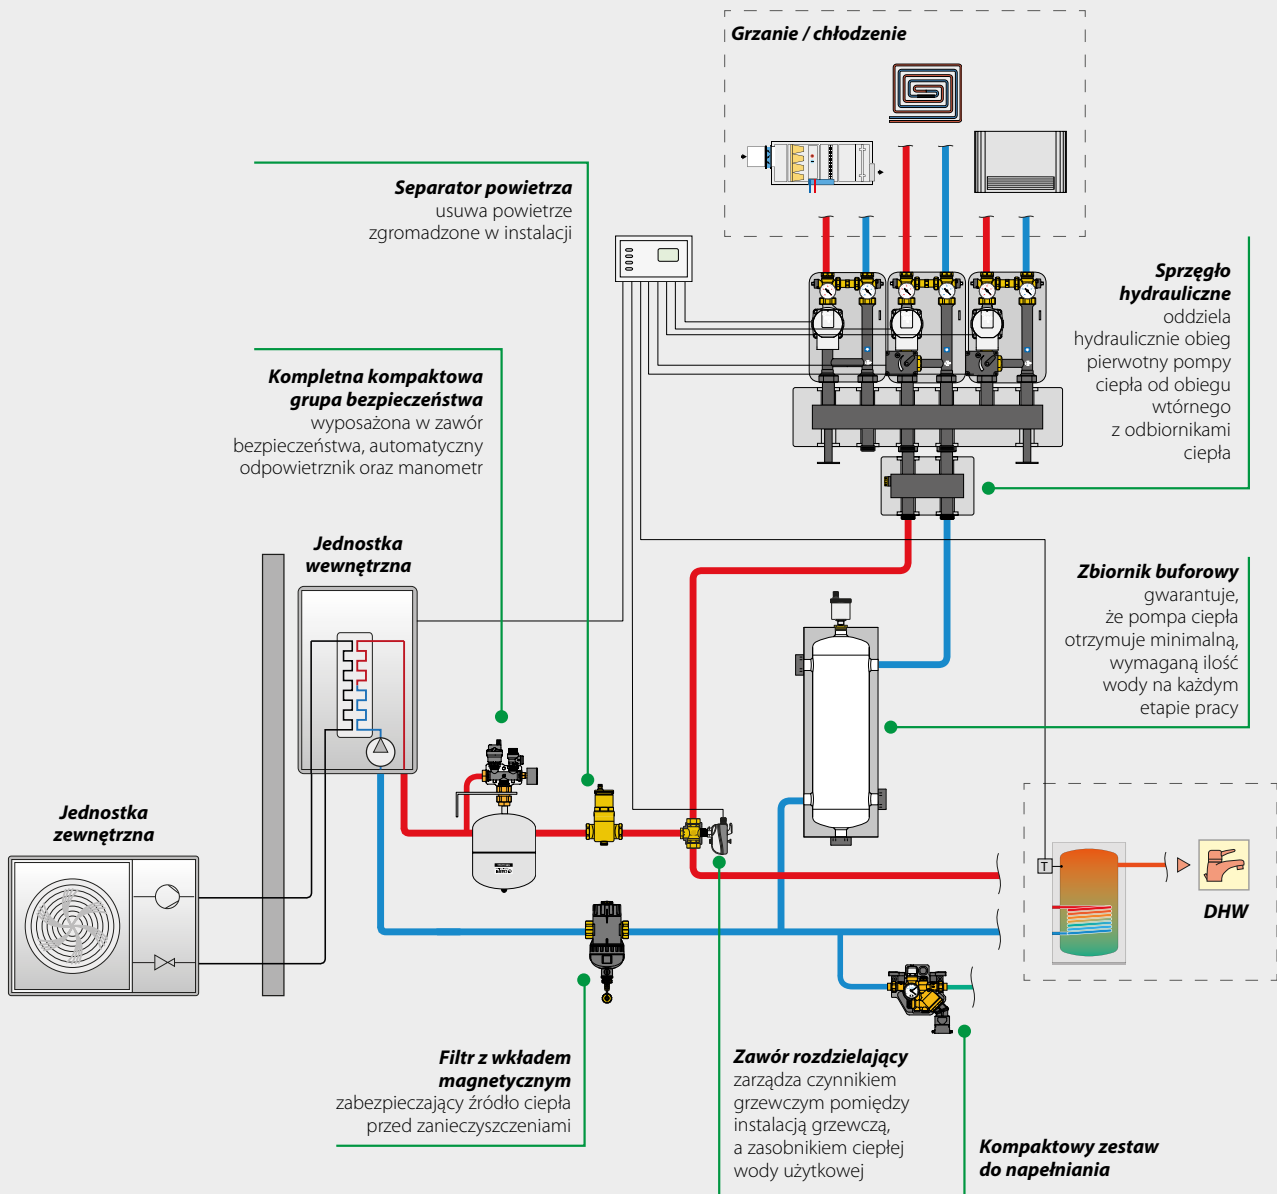 Grzanie / chłodzenie
Separator powietrza
usuwa powietrze
zgromadzone w instalacji
Sprzęgło
hydrauliczne
oddziela
hydraulicznie obieg
pierwotny pompy
ciepła od obiegu
wtórnego
z odbiornikami
ciepła
Kompletna kompaktowa
grupa bezpieczeństwa
wyposażona w zawór
bezpieczeństwa, automatyczny
odpowietrznik oraz manometr
Jednostka
wewnętrzna
Zbiornik buforowy
gwarantuje,
że pompa ciepła
otrzymuje minimalną,
wymaganą ilość
wody na każdym
etapie pracy
Jednostka
zewnętrzna
T
DHW
Filtr z wkładem
magnetycznym
zabezpieczający źródło ciepła
przed zanieczyszczeniami
Zawór rozdzielający
zarządza czynnikiem
grzewczym pomiędzy
instalacją grzewczą,
a zasobnikiem ciepłej
wody użytkowej
Kompaktowy zestaw
do napełniania